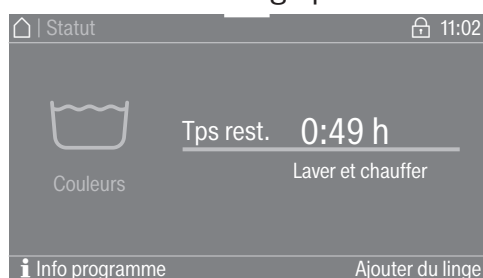 | Statut 11:02
Tps rest. 0:49 h
Laver et chauffer
Couleurs
Info programme Ajouter du linge